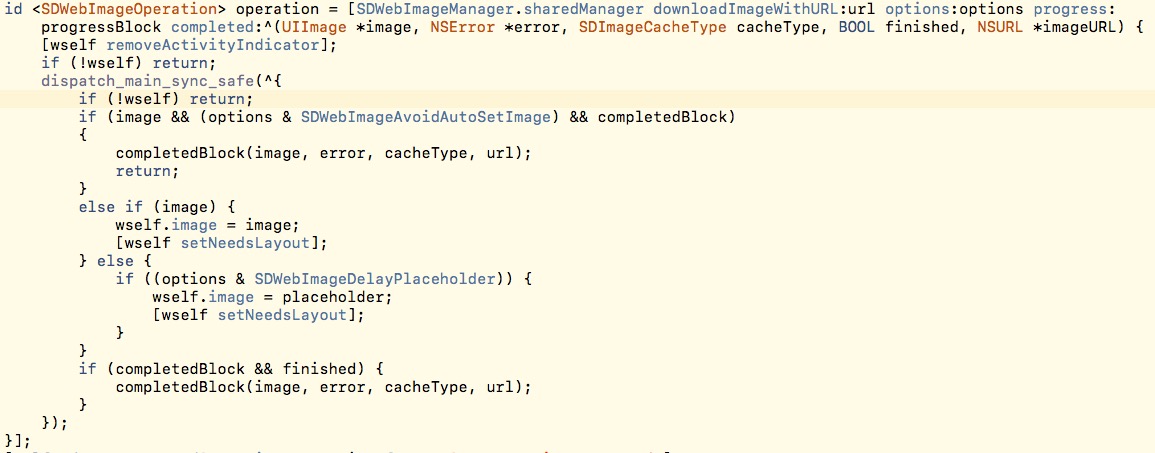 id <SDWebImageOperation> operation = [SDWebImageManager.sharedManager downloadImageWithURL:url options:options progress:
progressBlock completed:^(UIImage *image, NSError *error, SDImageCacheType cacheType, BOOL finished, NSURL *imageURL) {
[wself removeActivityIndicator];
if (!wself) return;
dispatch_main_sync_safe(^{
if (!wself) return;
if (image && (options & SDWebImageAvoidAutoSetImage) && completedBlock)
{
completedBlock(image, error, cacheType, url);
return;
}
else if (image) {
wself.image = image;
[wself setNeedsLayout];
} else {
if ((options & SDWebImageDelayPlaceholder)) {
wself.image = placeholder;
[wself setNeedsLayout];
}
}
if (completedBlock && finished) {
completedBlock(image, error, cacheType, url);
}
});
}];